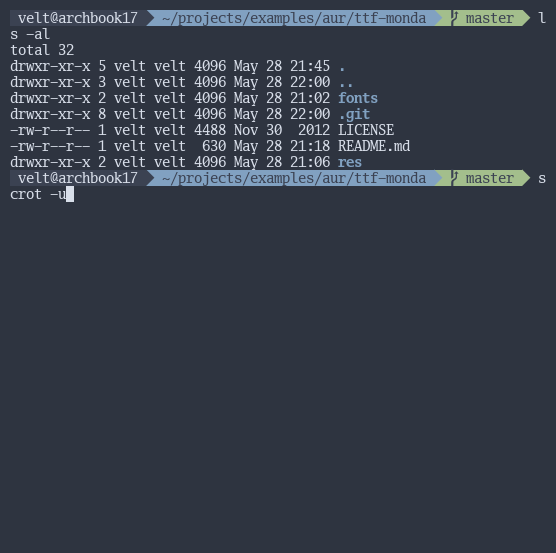 velt@archbook17 ~/projects/examples/aur/ttf-monda master l
s -al
total 32
drwxr-xr-x 5 velt velt 4096 May 28 21:45 .
drwxr-xr-x 3 velt velt 4096 May 28 22:00 ..
drwxr-xr-x 2 velt velt 4096 May 28 21:02 fonts
drwxr-xr-x 8 velt velt 4096 May 28 22:00 .git
-rw-r--r-- 1 velt velt 4488 Nov 30  2012 LICENSE
-rw-r--r-- 1 velt velt  630 May 28 21:18 README.md
drwxr-xr-x 2 velt velt 4096 May 28 21:06 res
velt@archbook17 ~/projects/examples/aur/ttf-monda master s
crot -u